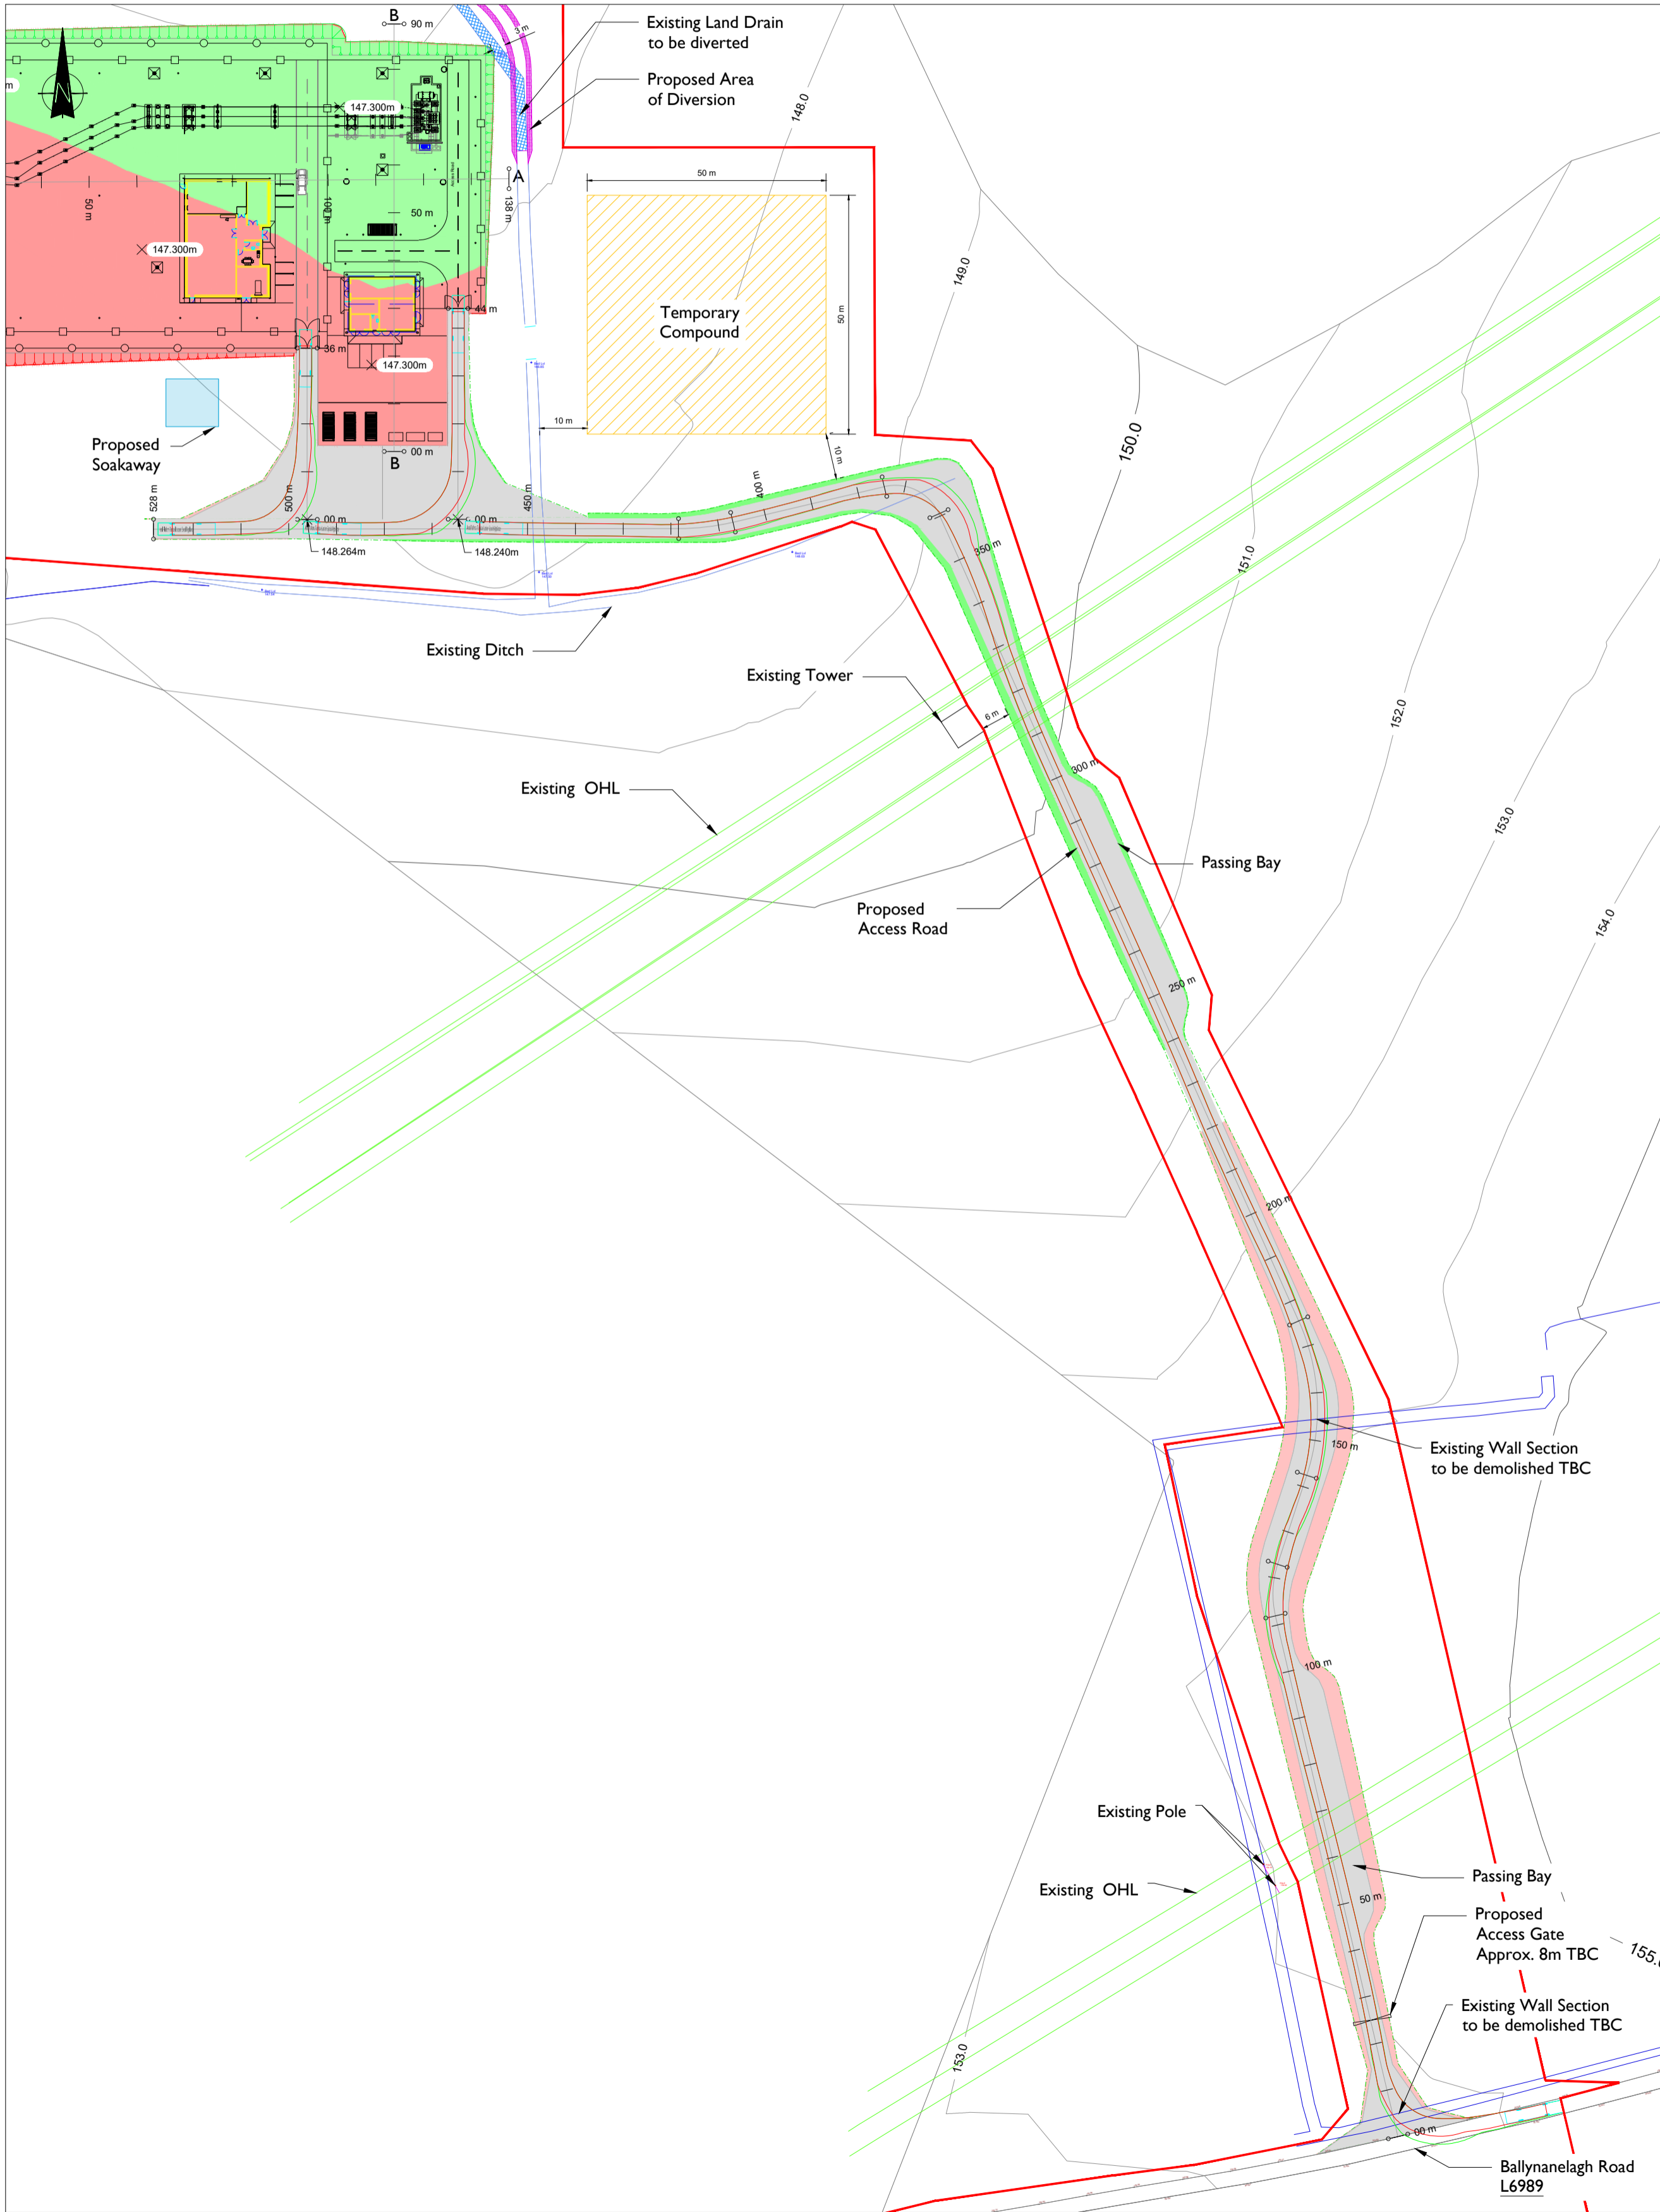 B
90 m
Existing Land Drain
to be diverted
3 m
Proposed Area
of Diversion
m
N
147.300m
148.0
50 m
A
138 m
50 m
100 m
50 m
147.300m
149.0
Temporary
Compound
50 m
44 m
36 m
147.300m
150.0
10 m
Proposed
Soakaway
00 m
B
10 m
400 m
528 m
500 m
450 m
00 m
00 m
148.264m
148.240m
350 m
151.0
Existing Ditch
Existing Tower
6 m
152.0
300 m
Existing OHL
153.0
Passing Bay
Proposed
Access Road
154.0
250 m
200 m
150 m
Existing Wall Section
to be demolished TBC
100 m
Existing Pole
Existing OHL
Passing Bay
50 m
Proposed
Access Gate
Approx. 8m TBC
155.
Existing Wall Section
to be demolished TBC
153.0
00 m
Ballynanelagh Road
L6989